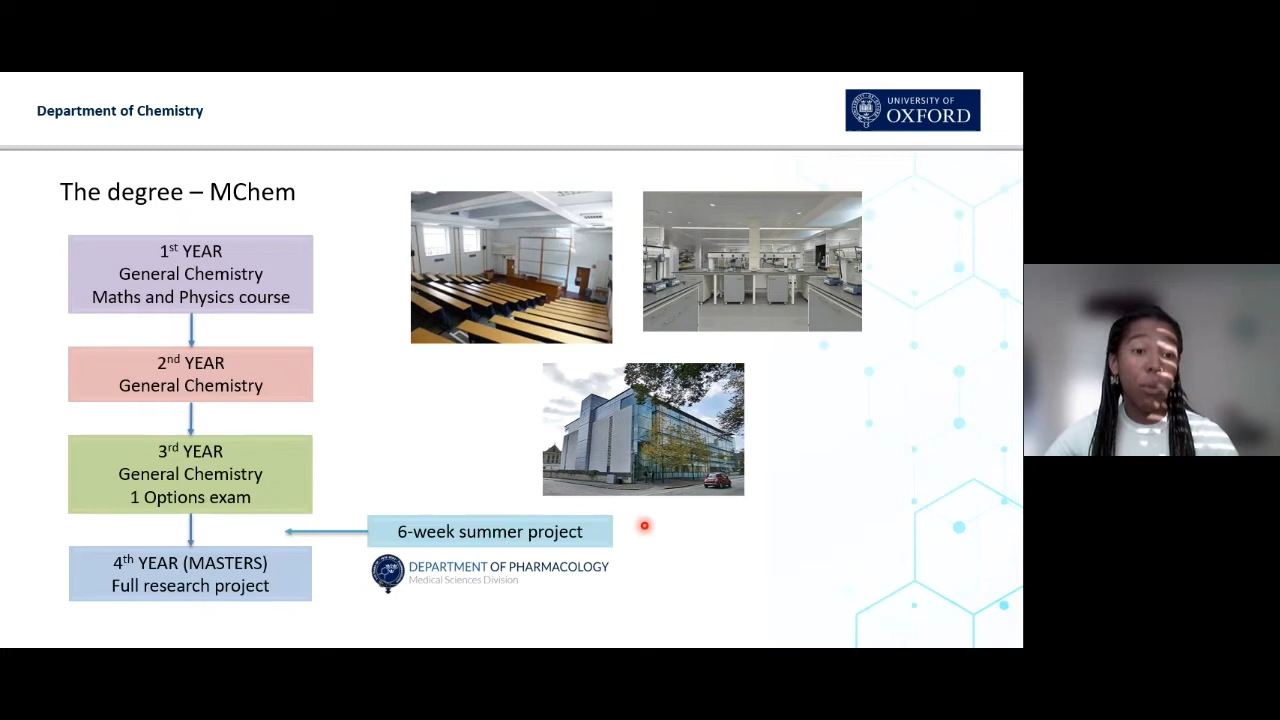 Department of Chemistry
UNIVERSITY OF
OXFORD
The degree – MChem
1st YEAR
General Chemistry
Maths and Physics course
2nd YEAR
General Chemistry
3rd YEAR
General Chemistry
1 Options exam
6-week summer project
4th YEAR (MASTERS)
Full research project
DEPARTMENT OF PHARMACOLOGY
Medical Sciences Division